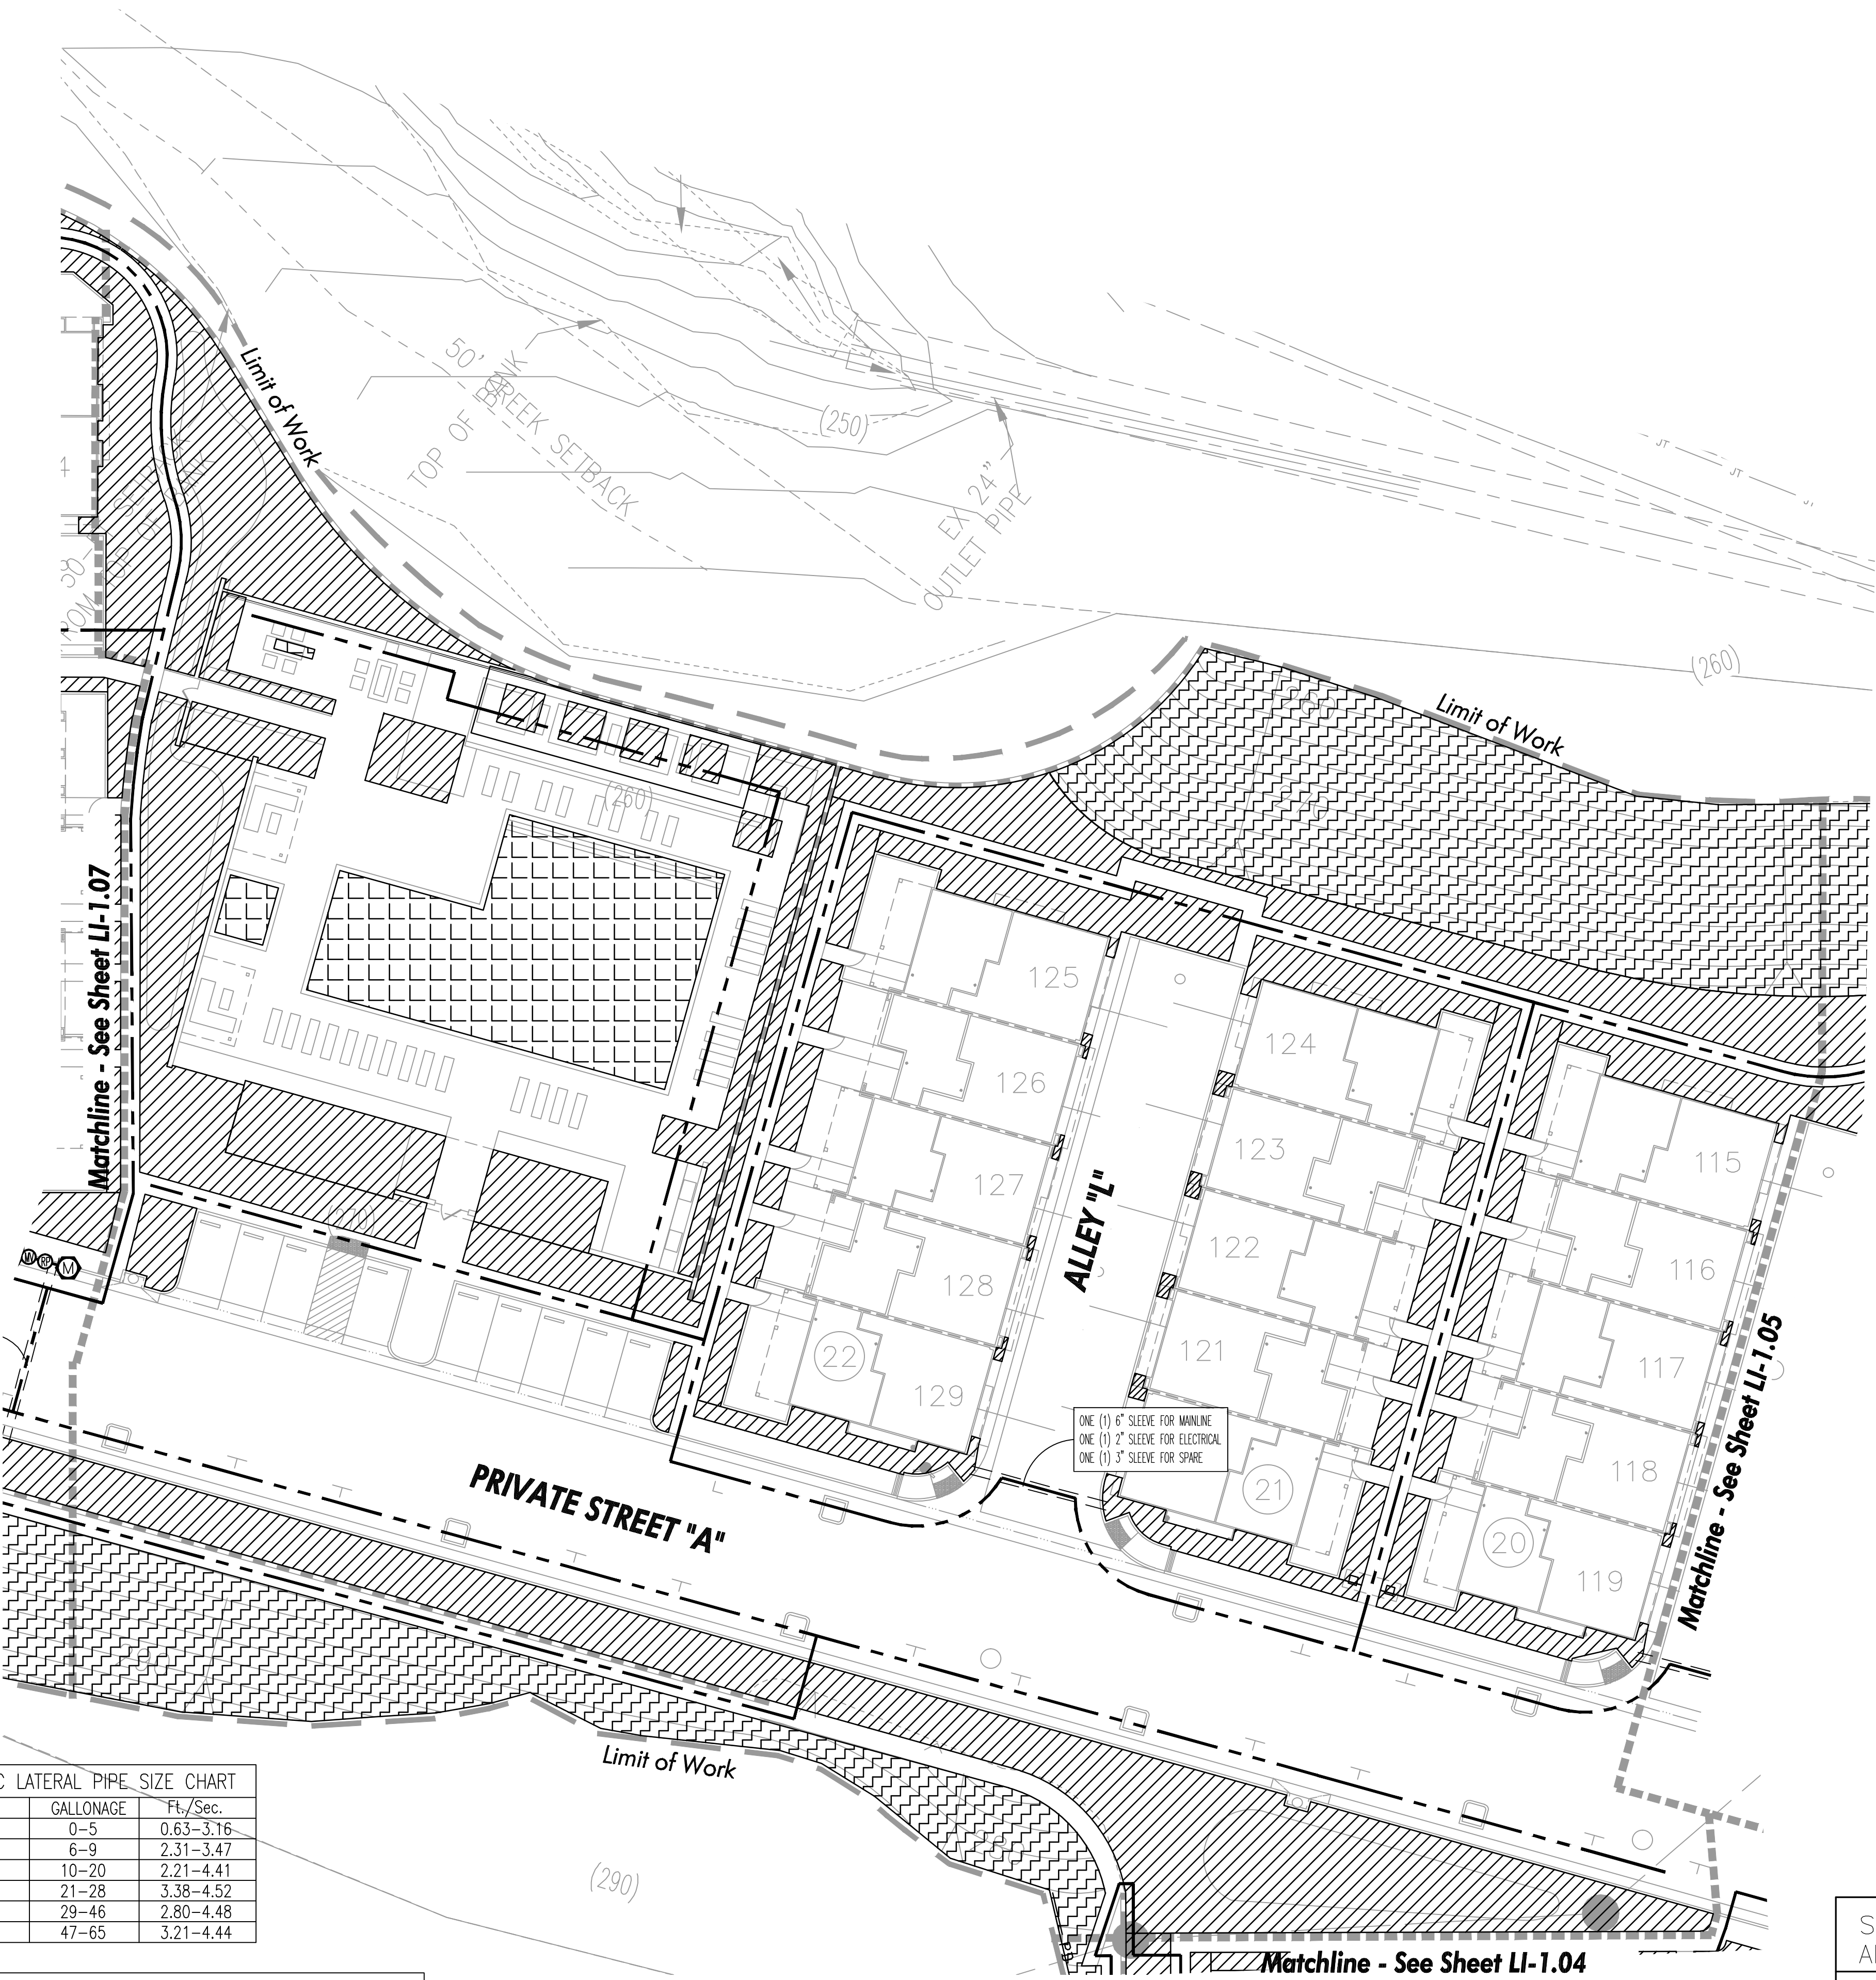 Limit of Work
50' CREEK SETBACK
TOP OF BANK
(250)
EX 24"
OUTLET PIPE
(260)
Limit of Work
260
270
(260)
Matchline - See Sheet LI-1.07
(270)
M
RP
125
126
127
128
129
22
ALLEY "L"
124
123
122
121
21
115
116
117
118
119
20
Matchline - See Sheet LI-1.05
ONE (1) 6" SLEEVE FOR MAINLINE
ONE (1) 2" SLEEVE FOR ELECTRICAL
ONE (1) 3" SLEEVE FOR SPARE
PRIVATE STREET "A"
Limit of Work
(290)
C LATERAL PIPE SIZE CHART
GALLONAGE Ft./Sec.
0-5 0.63-3.16
6-9 2.31-3.47
10-20 2.21-4.41
21-28 3.38-4.52
29-46 2.80-4.48
47-65 3.21-4.44
Matchline - See Sheet LI-1.04